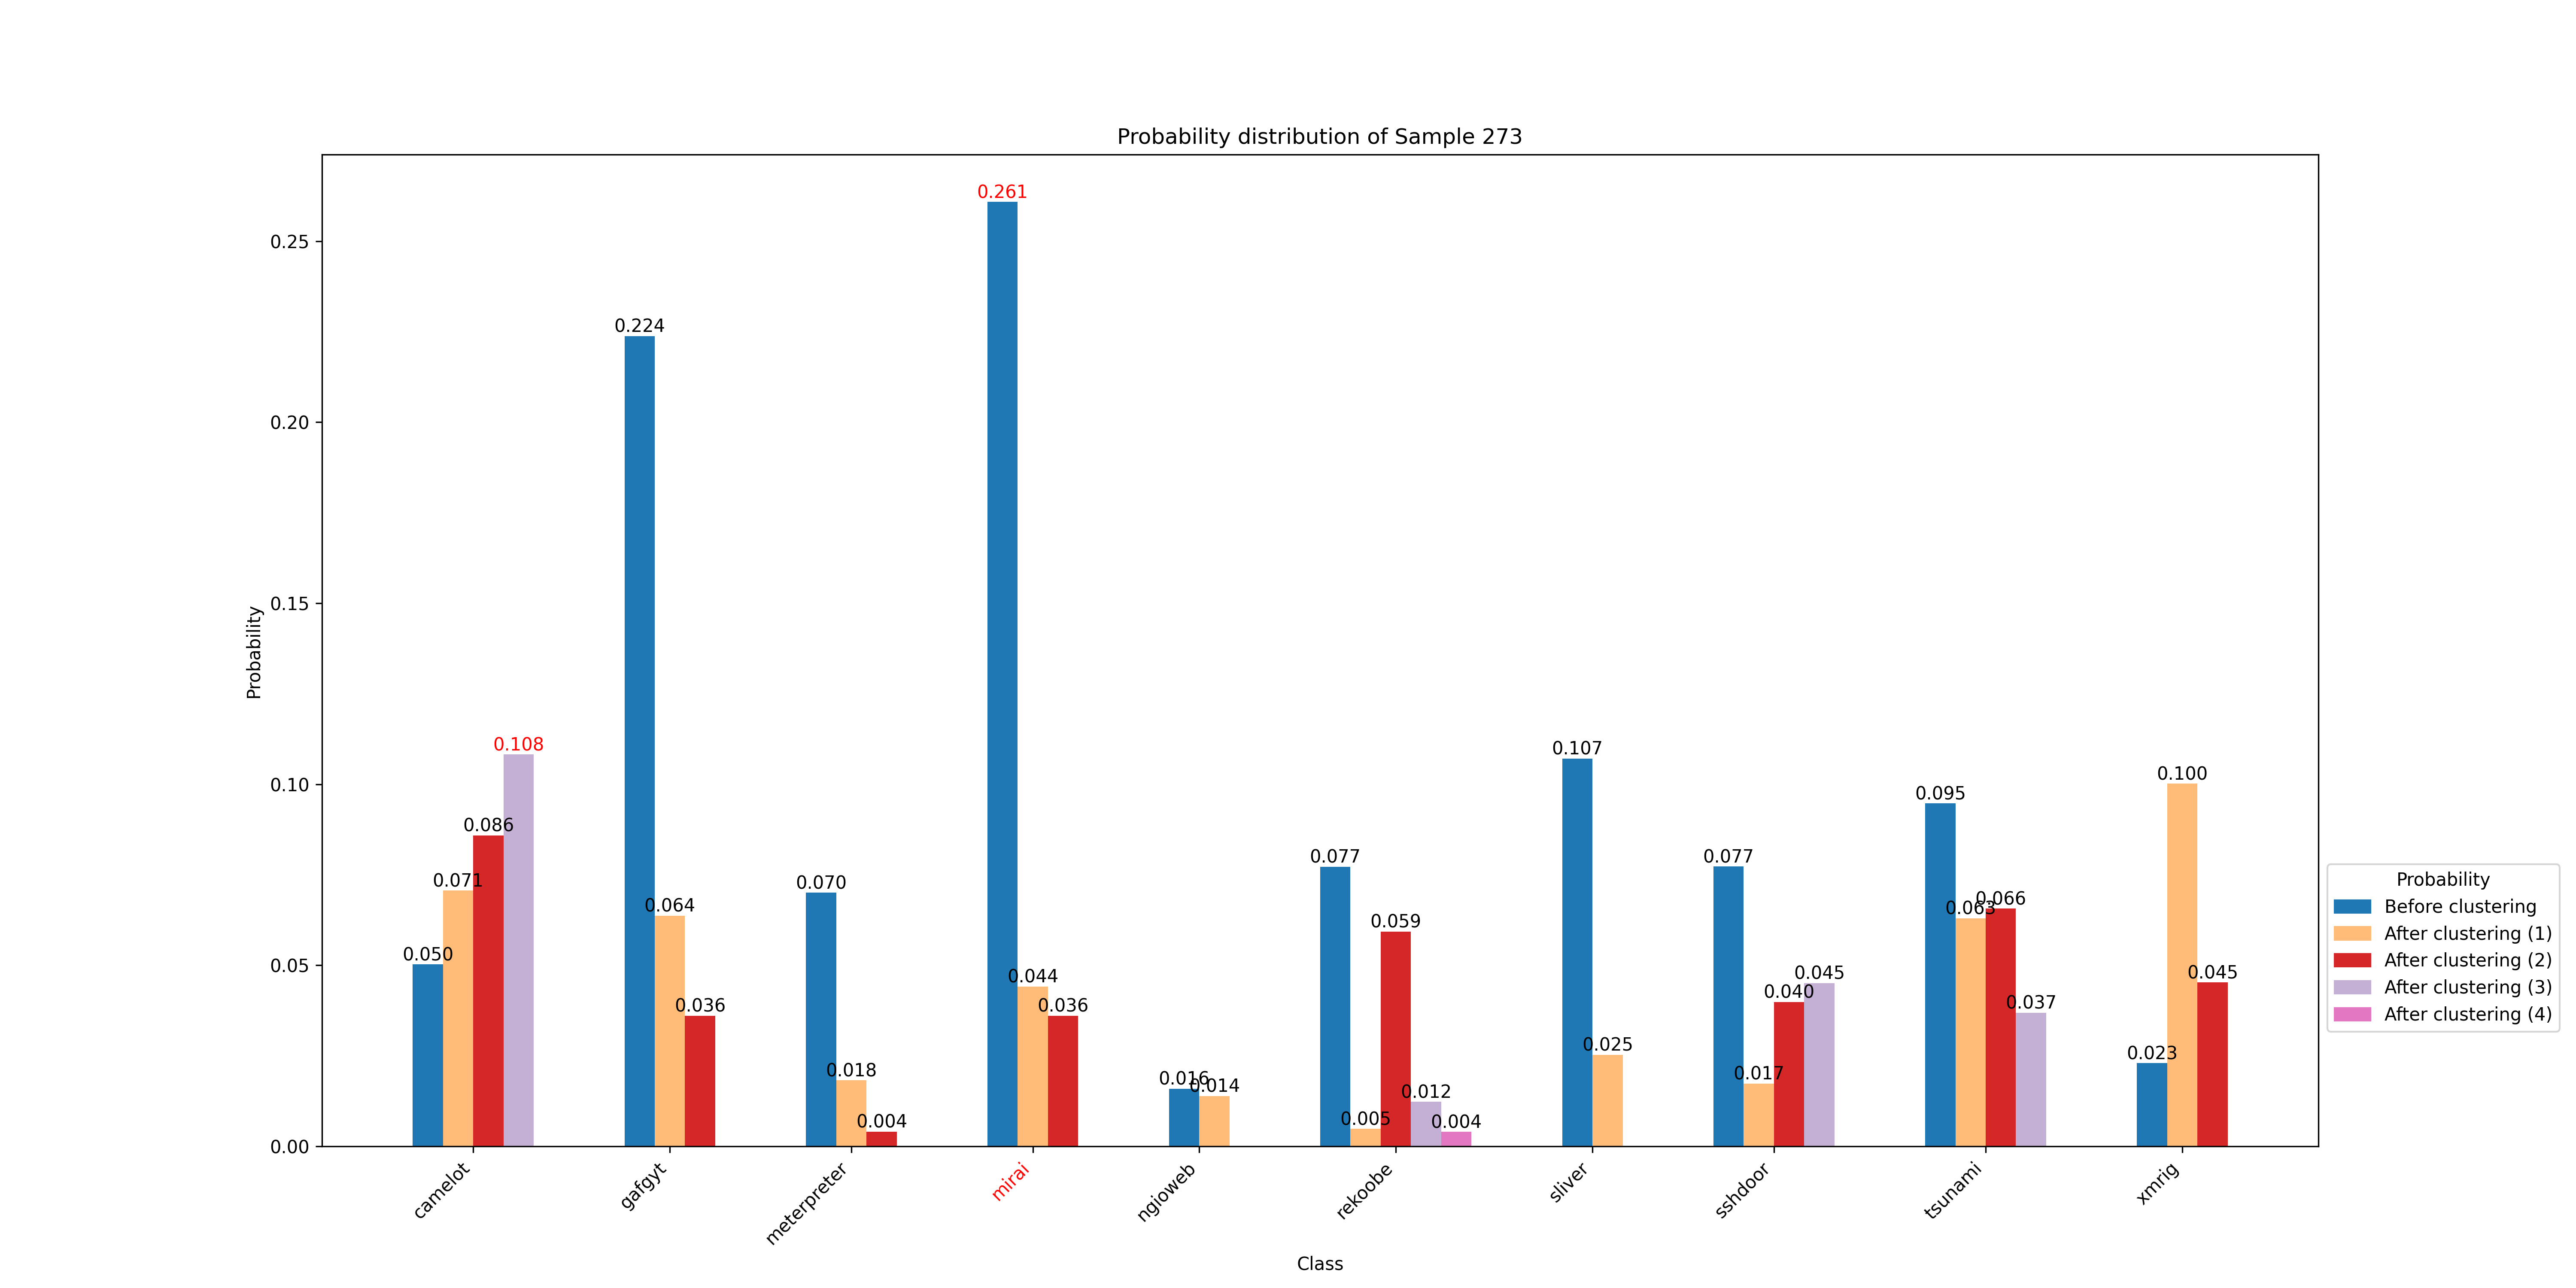 Probability distribution of Sample 273
Probability
0.25
0.20
0.15
0.10
0.05
0.00
0.050
0.071
0.086
0.108
0.224
0.064
0.036
0.070
0.018
0.004
0.261
0.044
0.036
0.016
0.014
0.077
0.005
0.059
0.012
0.004
0.107
0.025
0.077
0.017
0.040
0.045
0.095
0.063
0.066
0.037
0.023
0.100
0.045
camelot
gafgyt
meterpreter
mirai
ngioweb
rekoobe
sliver
sshdoor
tsunami
xmrig
Class
Probability
Before clustering
After clustering (1)
After clustering (2)
After clustering (3)
After clustering (4)